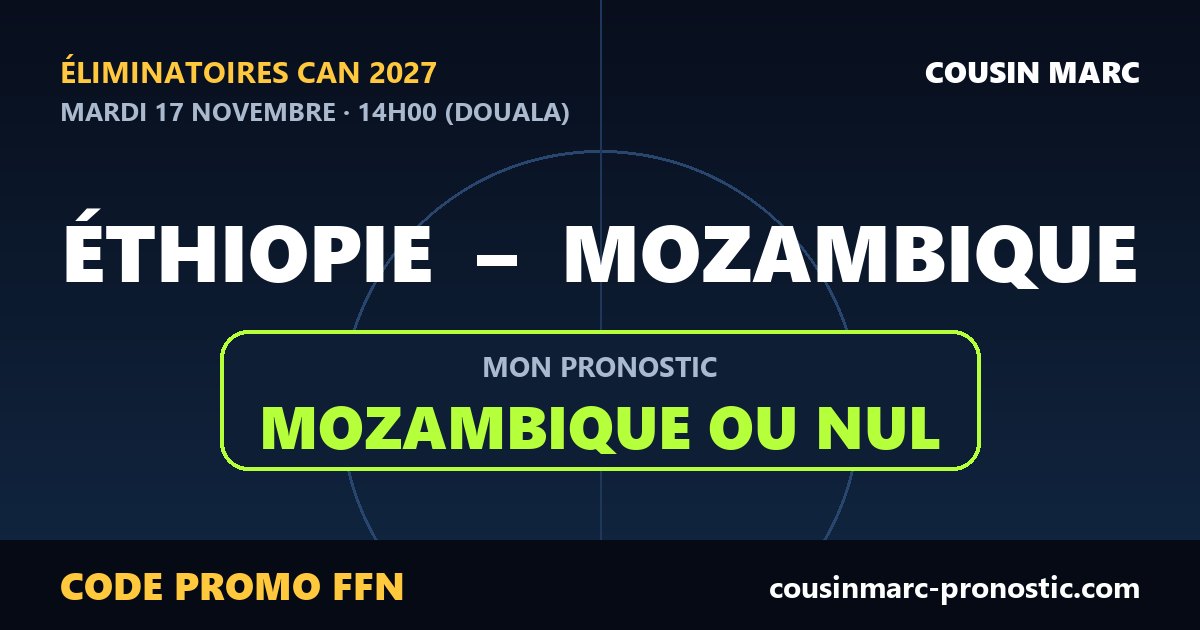 ÉLIMINATOIRES CAN 2027
COUSIN MARC
MARDI 17 NOVEMBRE · 14H00 (DOUALA)
ÉTHIOPIE – MOZAMBIQUE
MON PRONOSTIC
MOZAMBIQUE OU NUL
CODE PROMO FFN
cousinmarc-pronostic.com